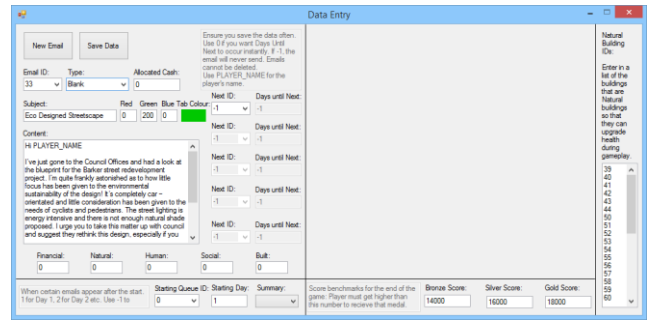 Data Entry
New Email
Save Data
Ensure you save the data often.
Use 0 if you want Days Until
Next to occur instantly. If -1, the
email will never send. Emails
cannot be deleted.
Use PLAYER_NAME for the
player's name.
Email ID:
Type:
Allocated Cash:
33
Blank
0
Subject:
Red
Green
Blue
Tab Colour:
Eco Designed Streetscape
0
200
0
Next ID:
Days until Next:
-1
-1
Next ID:
Days until Next:
-1
-1
Next ID:
Days until Next:
-1
-1
Next ID:
Days until Next:
-1
-1
Next ID:
Days until Next:
-1
-1
Content:
Hi PLAYER_NAME
I've just gone to the Council Offices and had a look at
the blueprint for the Barker street redevelopment
project. I'm quite frankly astonished as to how little
focus has been given to the environmental
sustainability of the design! It's completely car –
orientated and little consideration has been given to the
needs of cyclists and pedestrians. The street lighting is
energy intensive and there is not enough natural shade
proposed. I urge you to take this matter up with council
and suggest they rethink this design, especially if you
Financial:
Natural:
Human:
Social:
Built:
0
0
0
0
0
When certain emails appear after the start.
1 for Day 1, 2 for Day 2 etc. Use -1 to
Starting Queue ID:
Starting Day:
Summary:
0
0
Score benchmarks for the end of the
game: Player must get higher than
this number to recieve that medal.
Bronze Score:
Silver Score:
Gold Score:
14000
16000
18000
Natural
Building
IDs:
Enter in a
list of the
buildings
that are
Natural
buildings
so that
they can
upgrade
health
during
gameplay.
39
40
41
42
43
44
50
51
52
53
54
55
56
57
58
59
60